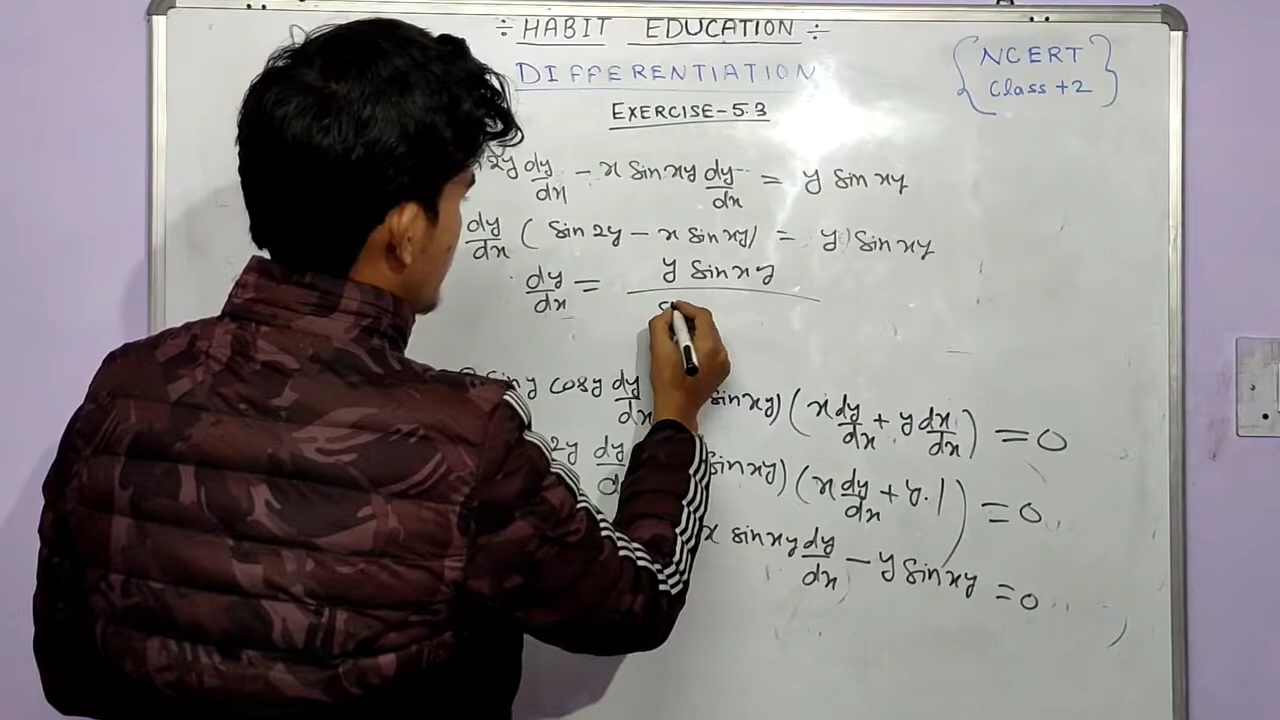 ÷ HABIT EDUCATION ÷
DIFFERENTIATION
EXERCISE-5.3
{NCERT
Class +2}
2y dy/dx - x sin xy dy/dx = y sin xy
dy/dx (sin 2y - x sin xy) = y sin xy
dy/dx = y sin xy
sin y cos y dy/dx sin xy) (x dy/dx + y dx/dx) = 0
2y dy/d sin xy) (x dy/dx + y.1) = 0
x sin xy dy/dx - y sin xy = 0